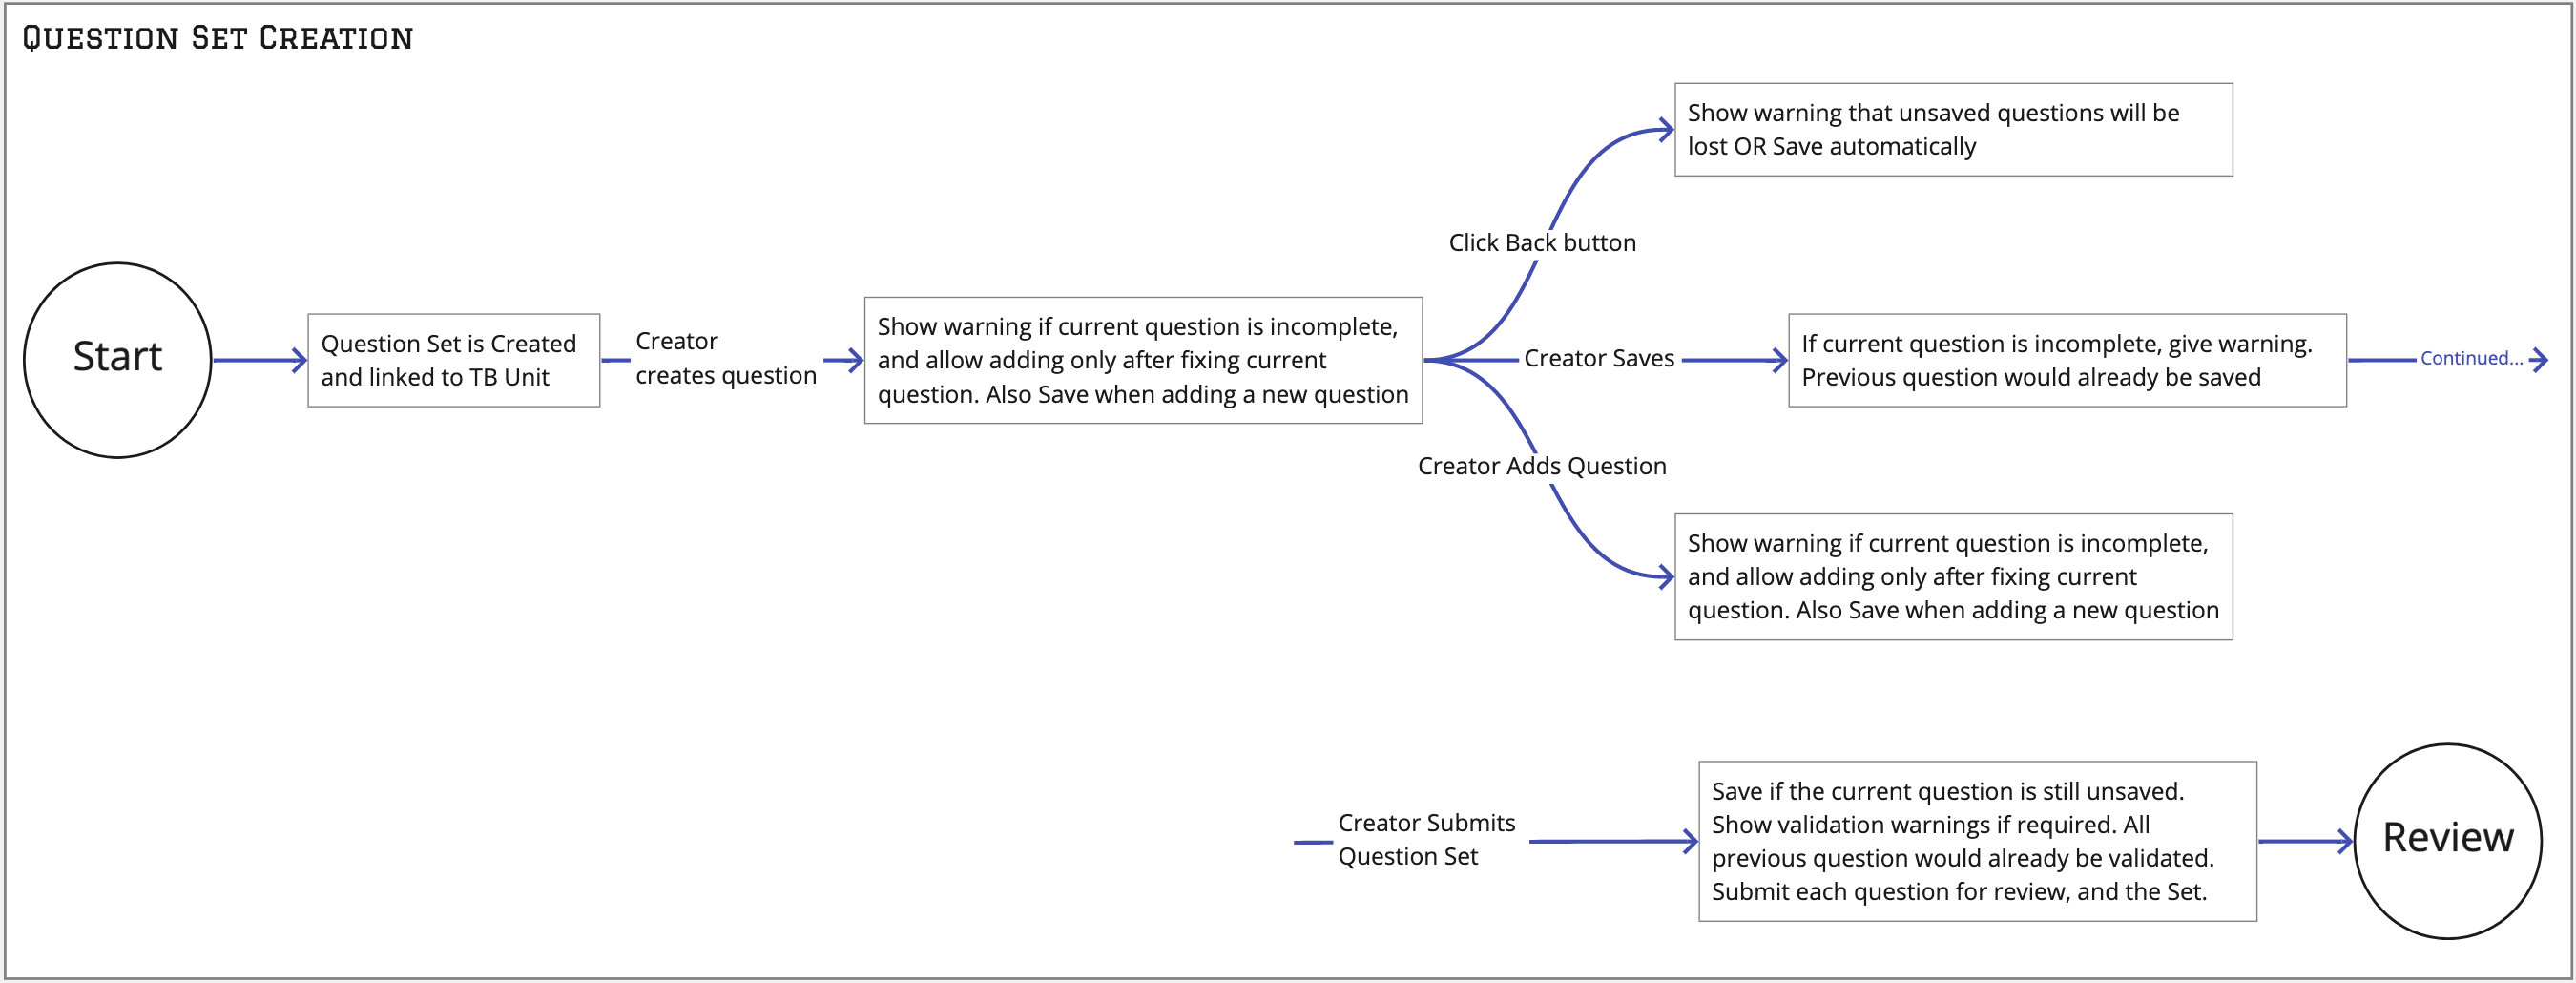 Question Set Creation
Show warning that unsaved questions will be
lost OR Save automatically
Click Back button
Start
Question Set is Created
and linked to TB Unit
Creator
creates question
Show warning if current question is incomplete,
and allow adding only after fixing current
question. Also Save when adding a new question
Creator Saves
If current question is incomplete, give warning.
Previous question would already be saved
Continued...
Creator Adds Question
Show warning if current question is incomplete,
and allow adding only after fixing current
question. Also Save when adding a new question
Creator Submits
Question Set
Save if the current question is still unsaved.
Show validation warnings if required. All
previous question would already be validated.
Submit each question for review, and the Set.
Review